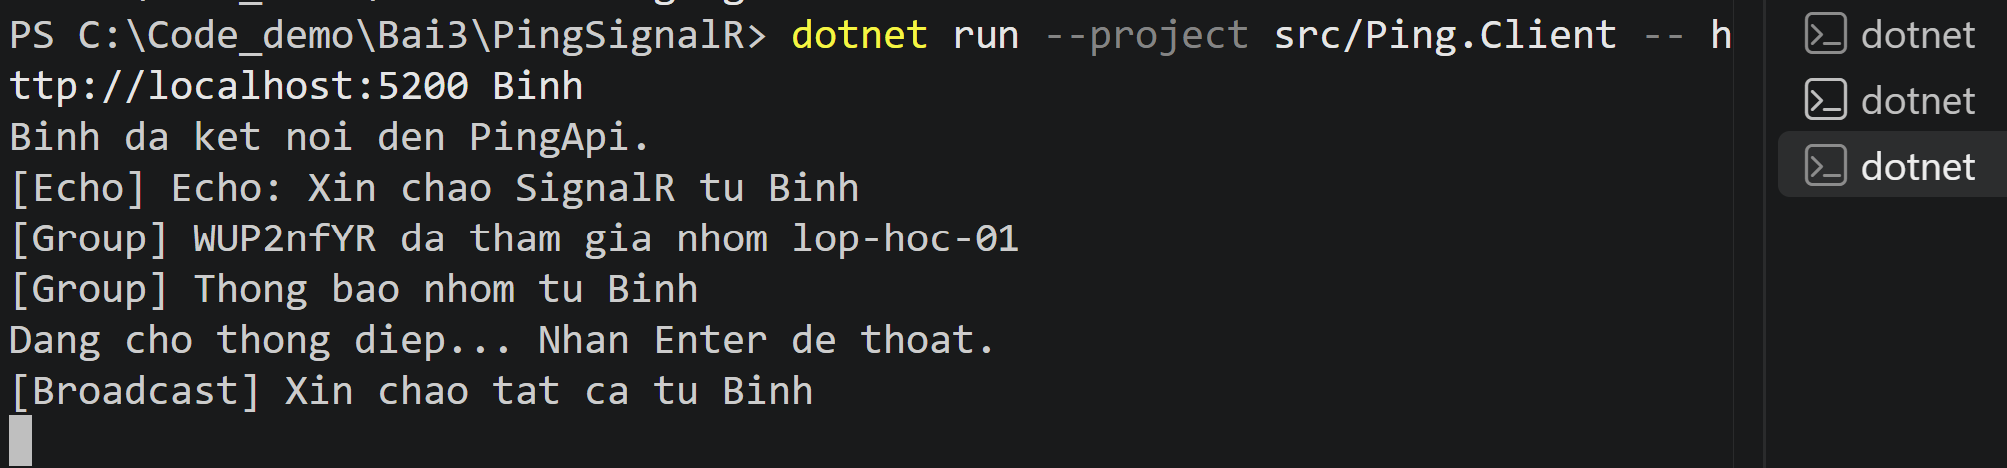 PS C:\Code_demo\Bai3\PingSignalR> dotnet run --project src/Ping.Client -- h
ttp://localhost:5200 Binh
Binh da ket noi den PingApi.
[Echo] Echo: Xin chao SignalR tu Binh
[Group] WUP2nfYR da tham gia nhom lop-hoc-01
[Group] Thong bao nhom tu Binh
Dang cho thong diep... Nhan Enter de thoat.
[Broadcast] Xin chao tat ca tu Binh
dotnet
dotnet
dotnet